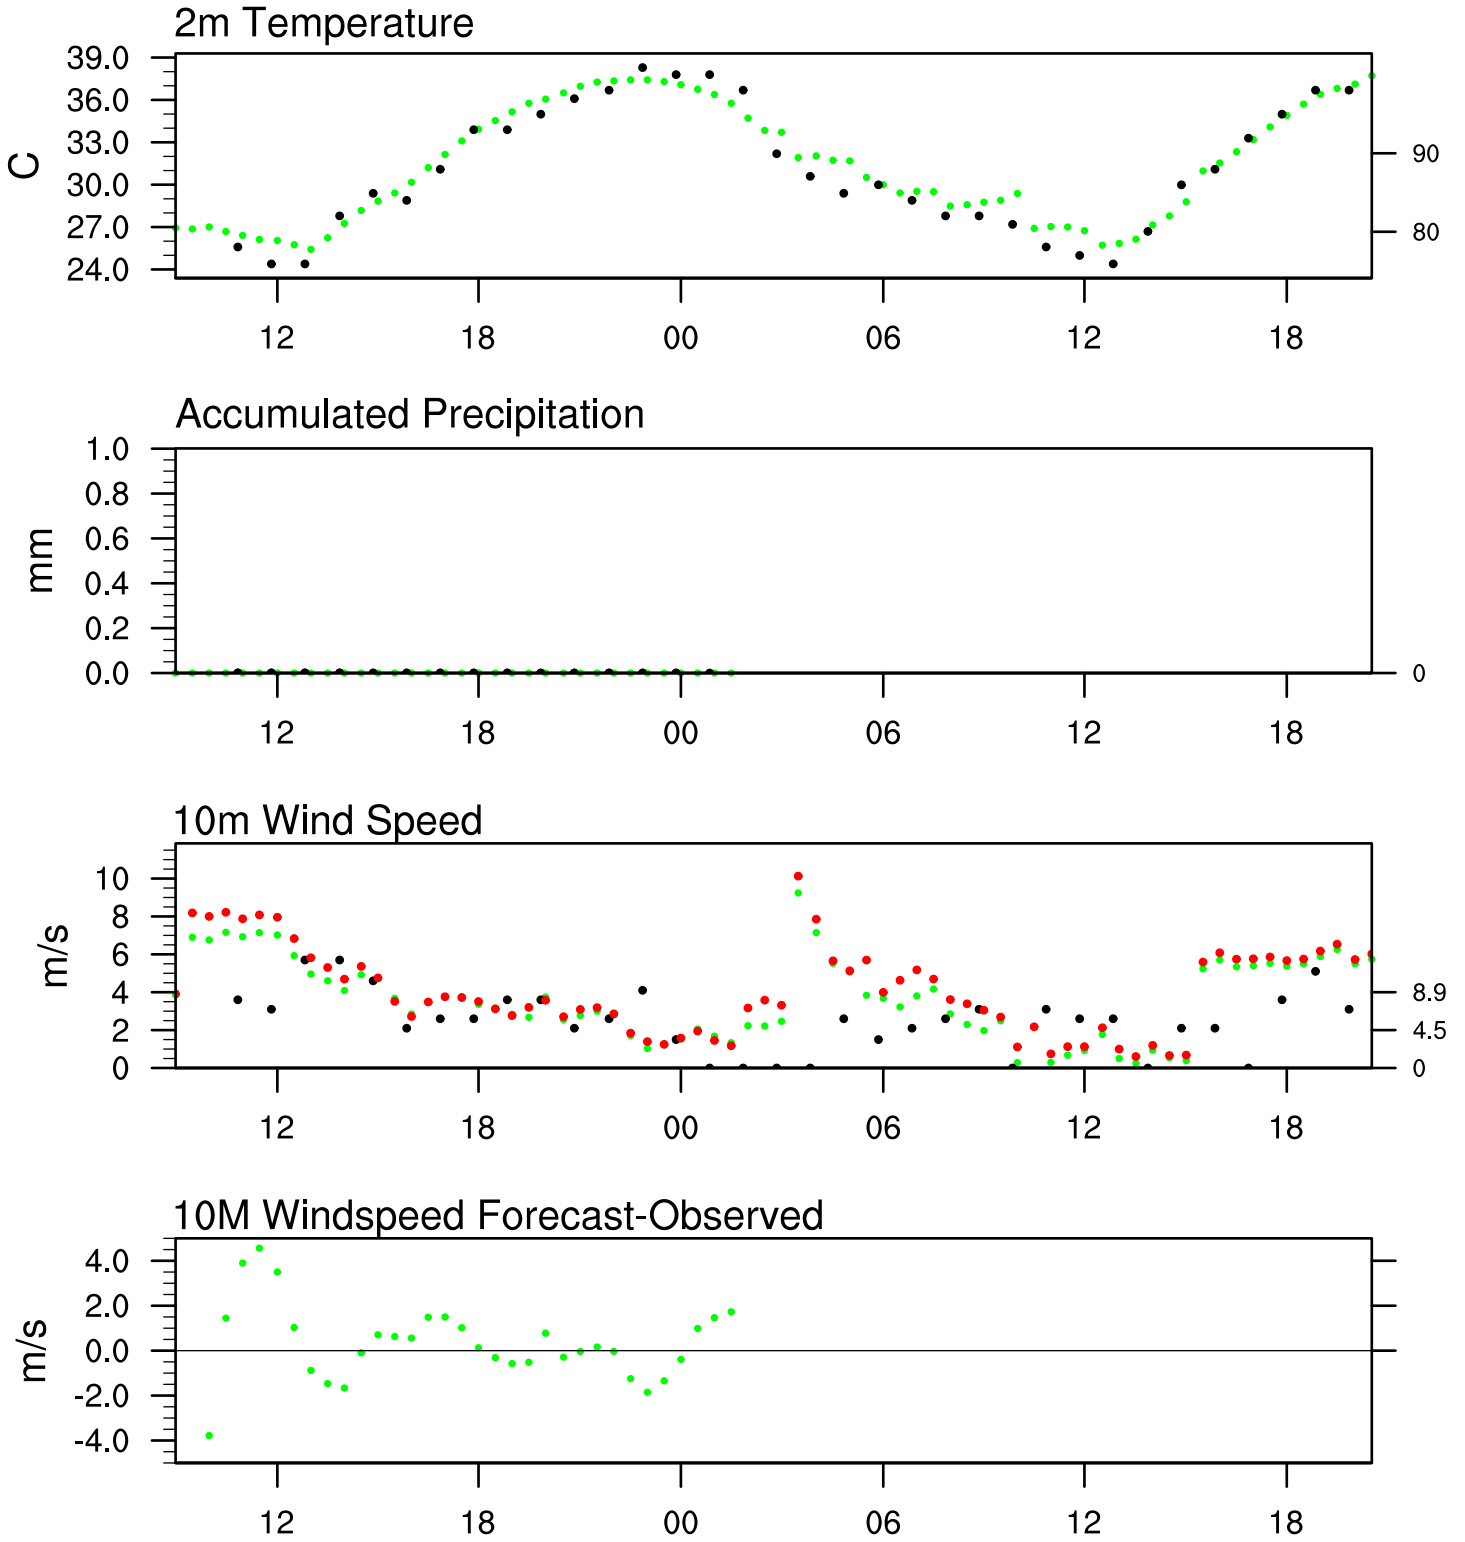 2m Temperature
39.0
36.0
33.0
30.0
27.0
24.0
C
90
80
12 18 00 06 12 18
Accumulated Precipitation
1.0
0.8
0.6
0.4
0.2
0.0
mm
0
12 18 00 06 12 18
10m Wind Speed
10
8
6
4
2
0
m/s
8.9
4.5
0
12 18 00 06 12 18
10M Windspeed Forecast-Observed
4.0
2.0
0.0
-2.0
-4.0
m/s
12 18 00 06 12 18